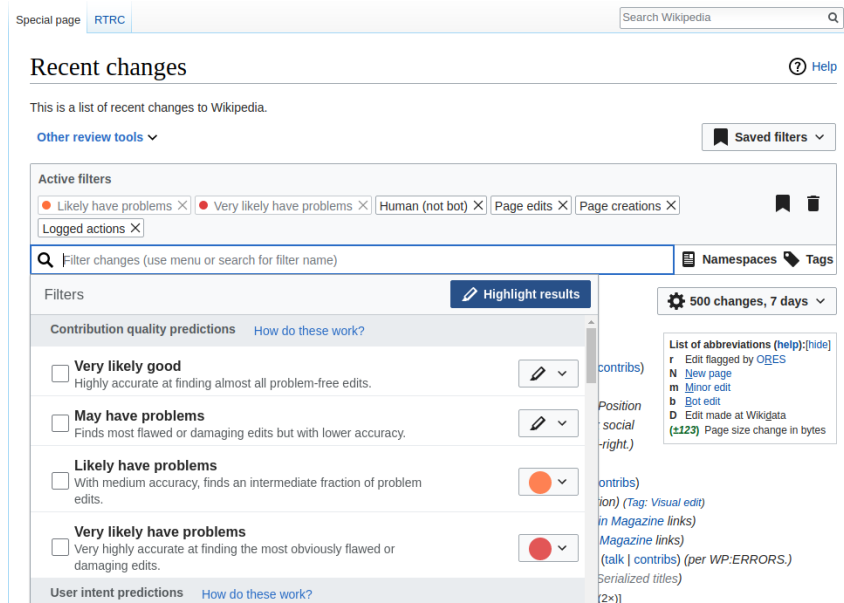 Special page RTRC Search Wikipedia
Recent changes
Help
This is a list of recent changes to Wikipedia.
Other review tools
Saved filters
Active filters
Likely have problems Very likely have problems Human (not bot) Page edits Page creations
Logged actions
Filter changes (use menu or search for filter name)
Namespaces Tags
Filters
Highlight results
500 changes, 7 days
Contribution quality predictions How do these work?
Very likely good
Highly accurate at finding almost all problem-free edits.
May have problems
Finds most flawed or damaging edits but with lower accuracy.
Likely have problems
With medium accuracy, finds an intermediate fraction of problem
edits.
Very likely have problems
Very highly accurate at finding the most obviously flawed or
damaging edits.
User intent predictions How do these work?
List of abbreviations (help):[hide]
r Edit flagged by ORES
N New page
m Minor edit
b Bot edit
D Edit made at Wikidata
(±123) Page size change in bytes
contribs)
Position
social
-right.)
ontribs)
ion) (Tag: Visual edit)
in Magazine links)
Magazine links)
(talk | contribs) (per WP:ERRORS.)
Serialized titles)
(2×)]